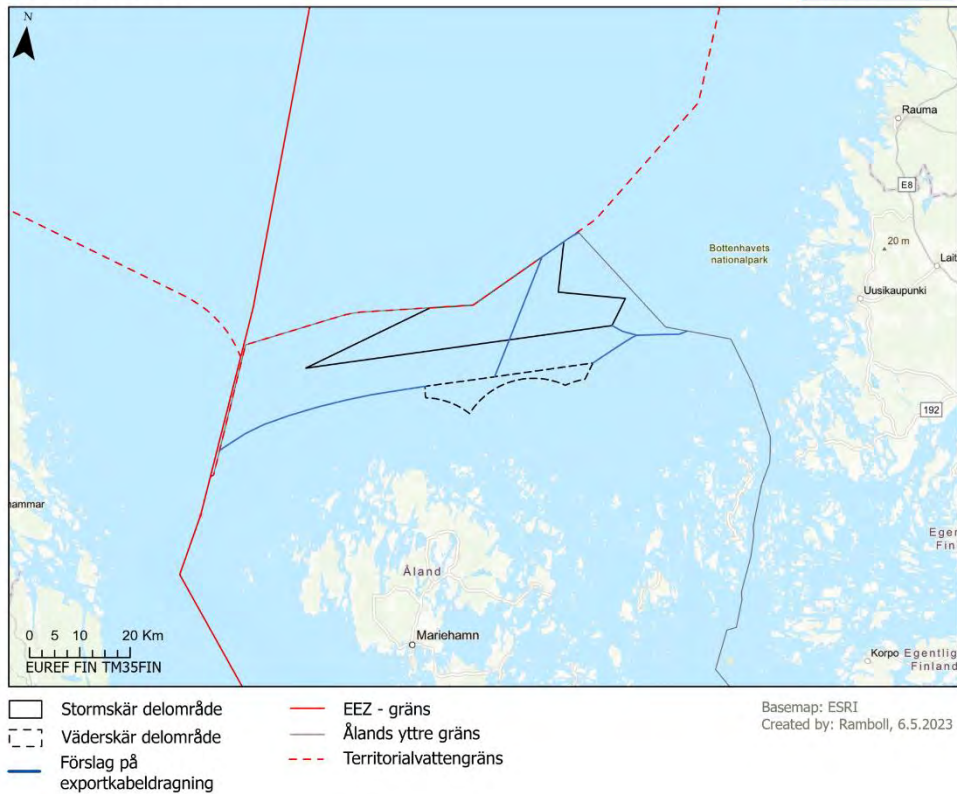 N
Rauma
E8
20 m
Bottenhavets
nationalpark
Lait
Uusikaupunki
192
ammar
Egen
Fin
Åland
0 5 10 20 Km
Mariehamn
EUREF FIN TM35FIN
Korpo
Egentlig
Finland
Stormskär delområde
Väderskär delområde
Förslag på
exportkabeldragning
EEZ - gräns
Ålands yttre gräns
Territorialvattengräns
Basemap: ESRI
Created by: Ramboll, 6.5.2023